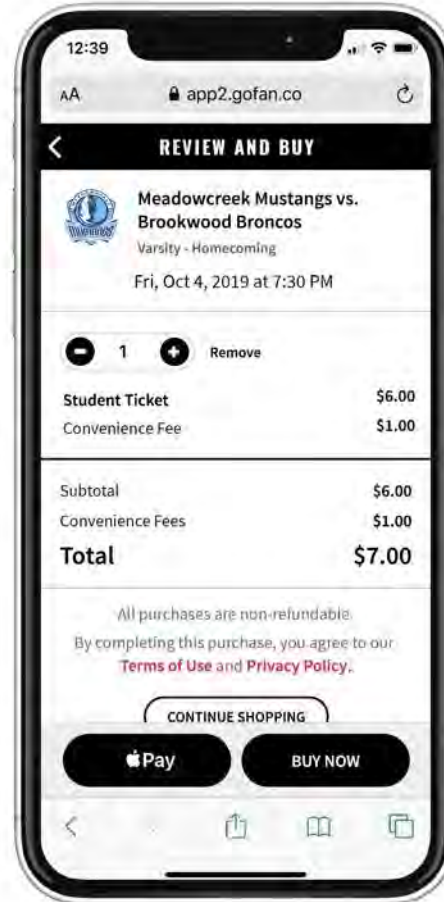 12:39
AA app2.gofan.co
REVIEW AND BUY
Meadowcreek Mustangs vs.
Brookwood Broncos
Varsity - Homecoming
Fri, Oct 4, 2019 at 7:30 PM
1 Remove
Student Ticket $6.00
Convenience Fee $1.00
Subtotal $6.00
Convenience Fees $1.00
Total $7.00
All purchases are non-refundable.
By completing this purchase, you agree to our
Terms of Use and Privacy Policy.
CONTINUE SHOPPING
Pay BUY NOW